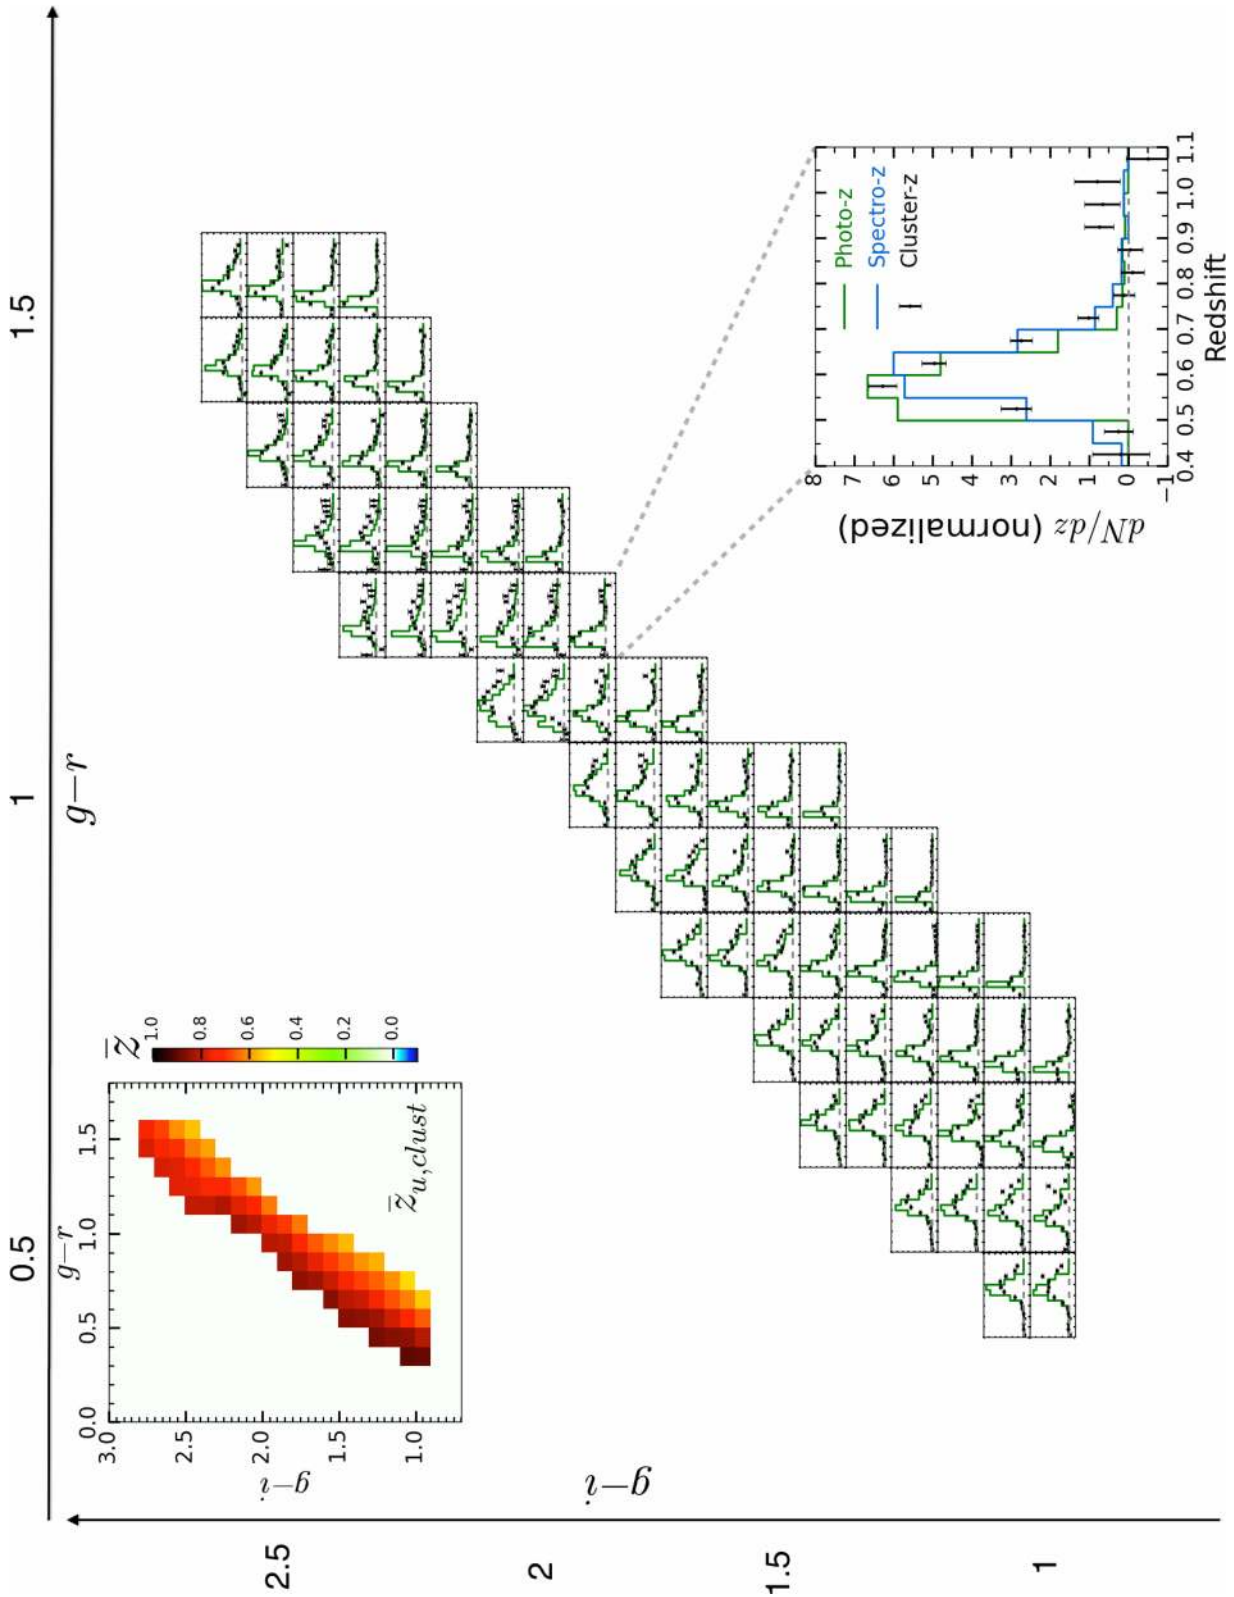 0.5
1
1.5
g−r
g−i
2.5
2
1.5
1
g−r
0.0
0.5
1.0
1.5
g−i
3.0
2.5
2.0
1.5
1.0
z̄
1.0
0.8
0.6
0.4
0.2
0.0
z̄u,clust
dN/dz (normalized)
8
7
6
5
4
3
2
1
0
−1
Photo-z
Spectro-z
Cluster-z
0.4 0.5 0.6 0.7 0.8 0.9 1.0 1.1
Redshift